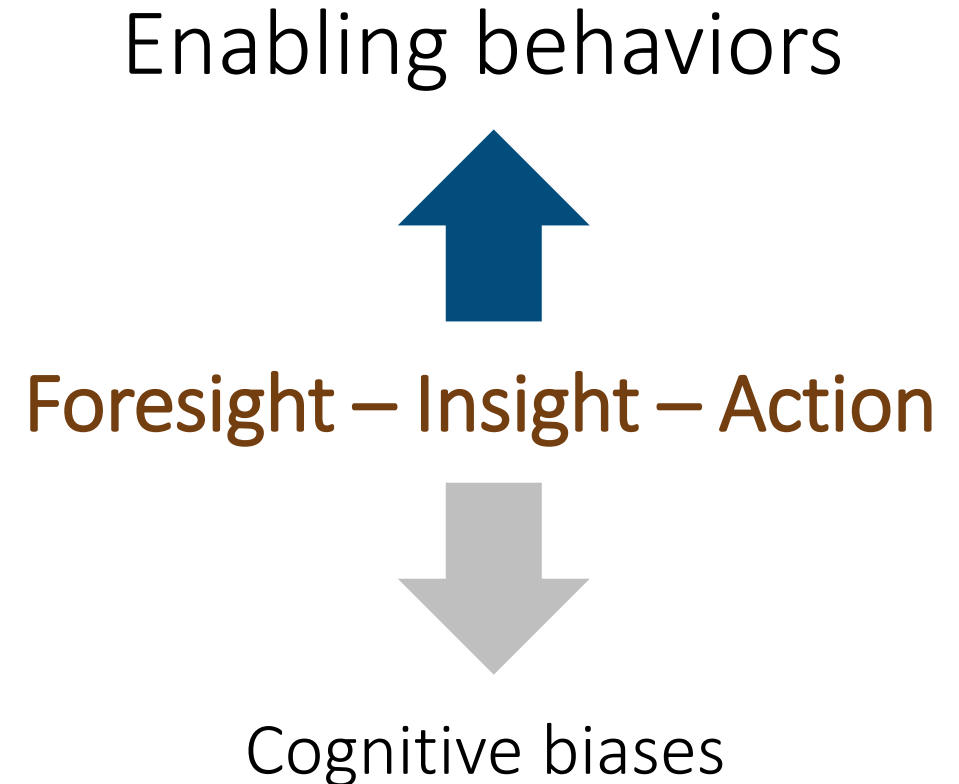 Enabling behaviors
Foresight – Insight – Action
Cognitive biases